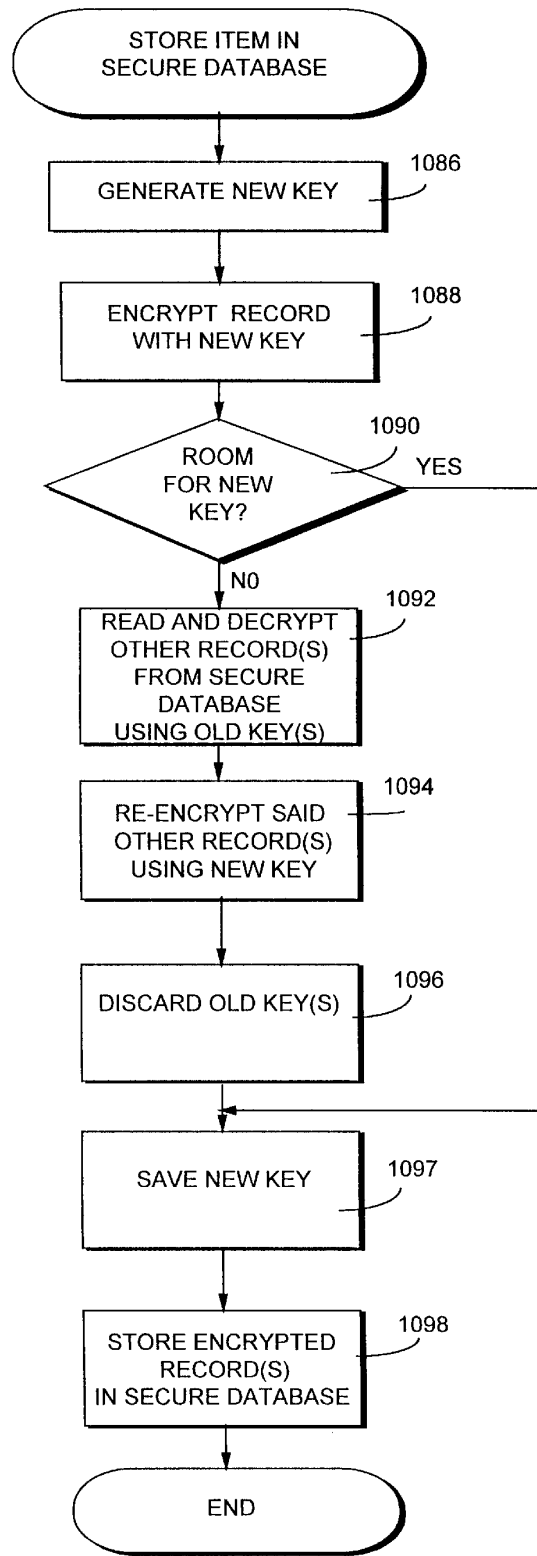 STORE ITEM IN
SECURE DATABASE
1086
GENERATE NEW KEY
1088
ENCRYPT RECORD
WITH NEW KEY
1090
ROOM
FOR NEW
KEY?
YES
NO
1092
READ AND DECRYPT
OTHER RECORD(S)
FROM SECURE
DATABASE
USING OLD KEY(S)
1094
RE-ENCRYPT SAID
OTHER RECORD(S)
USING NEW KEY
1096
DISCARD OLD KEY(S)
SAVE NEW KEY
1097
1098
STORE ENCRYPTED
RECORD(S)
IN SECURE DATABASE
END